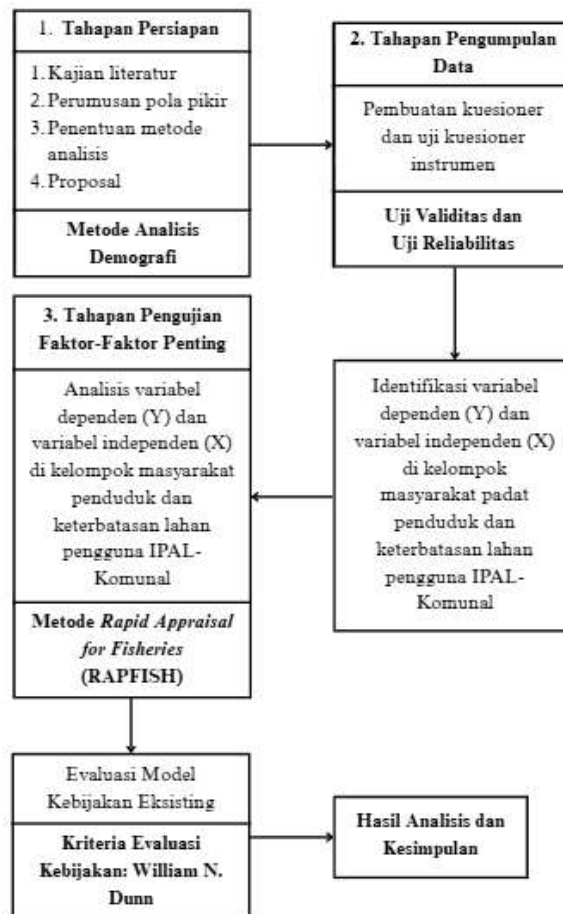 1. Tahapan Persiapan
1. Kajian literatur
2. Perumusan pola pikir
3. Penentuan metode
analisis
4. Proposal
Metode Analisis
Demografi
2. Tahapan Pengumpulan
Data
Pembuatan kuesioner
dan uji kuesioner
instrumen
Uji Validitas dan
Uji Reliabilitas
Identifikasi variabel
dependen (Y) dan
variabel independen (X)
di kelompok
masyarakat padat
penduduk dan
keterbatasan lahan
pengguna IPAL-
Komunal
3. Tahapan Pengujian
Faktor-Faktor Penting
Analisis variabel
dependen (Y) dan
variabel independen (X)
di kelompok masyarakat
penduduk dan
keterbatasan lahan
pengguna IPAL-
Komunal
Metode Rapid Appraisal
for Fisheries
(RAPFISH)
Evaluasi Model
Kebijakan Eksisting
Kriteria Evaluasi
Kebijakan: William N.
Dunn
Hasil Analisis dan
Kesimpulan